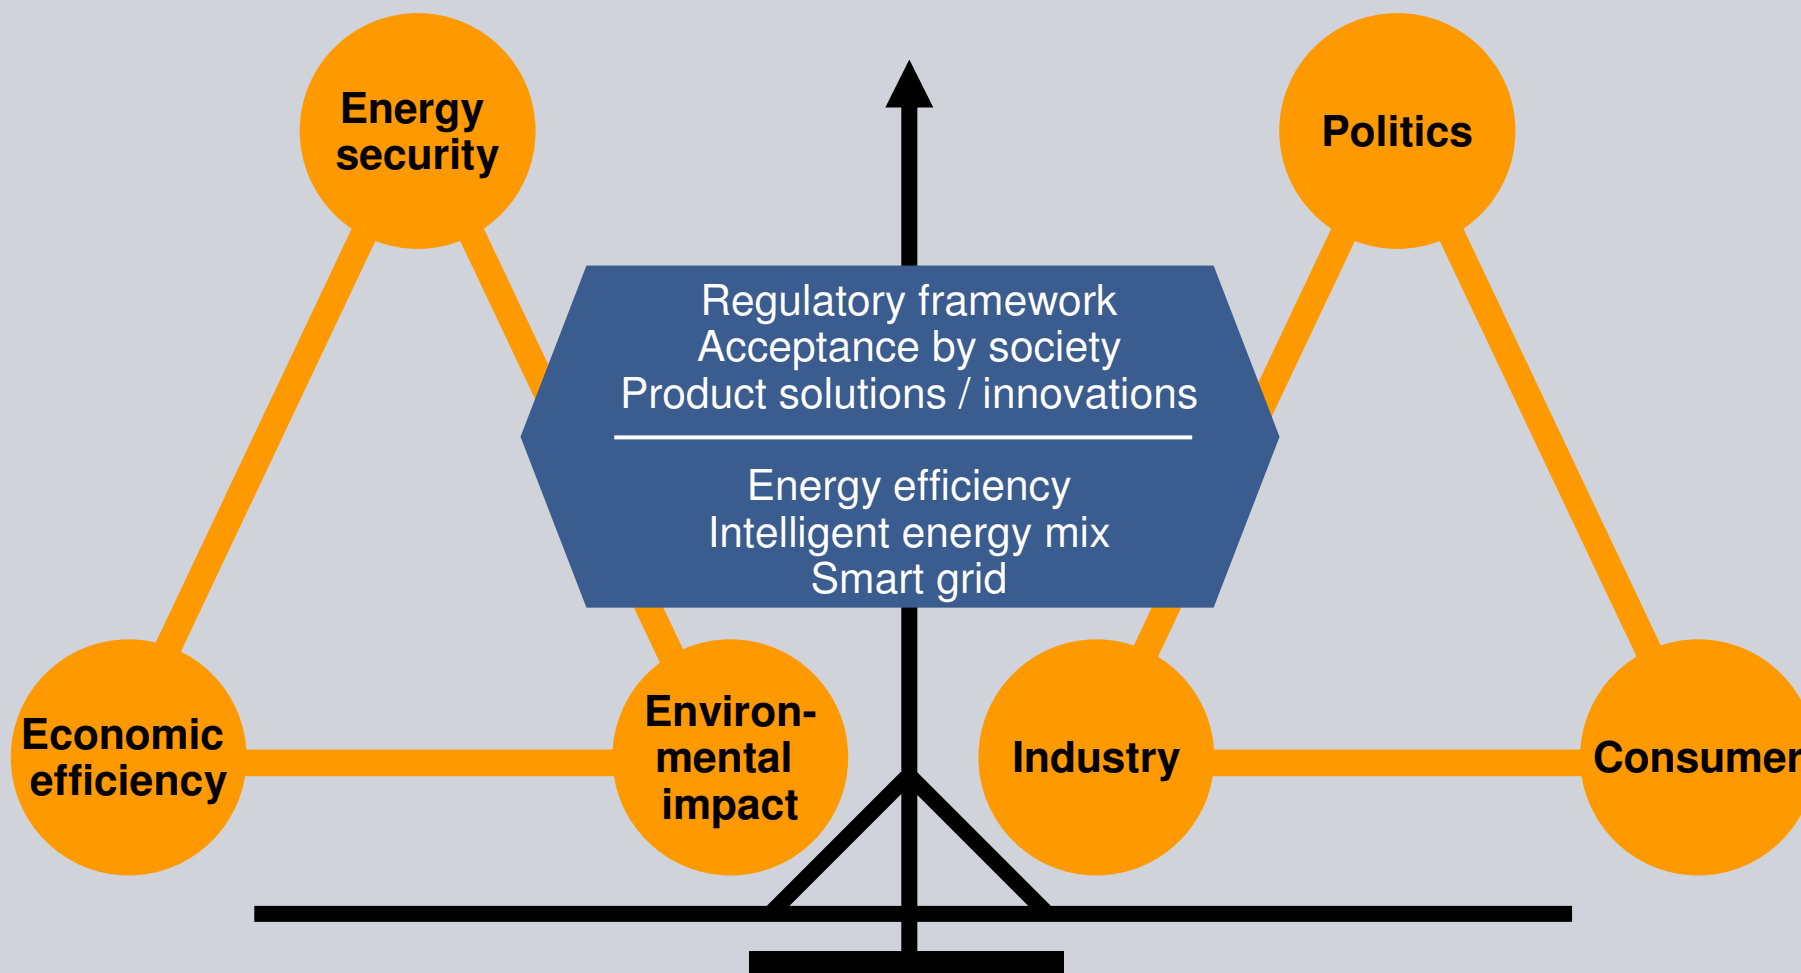 Energy
security
Politics
Regulatory framework
Acceptance by society
Product solutions / innovations
Energy efficiency
Intelligent energy mix
Smart grid
Economic
efficiency
Environ-
mental
impact
Industry
Consumer